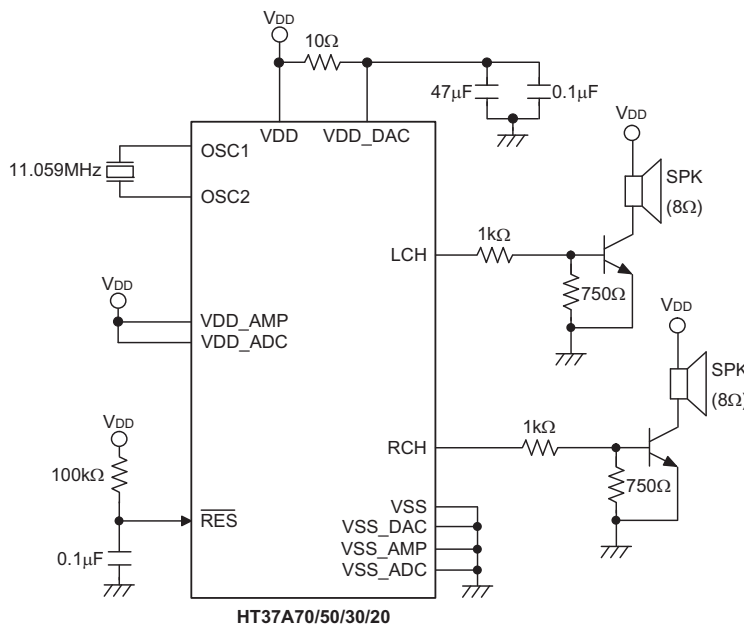 VDD
10Ω
47μF
0.1μF
VDD
VDD_DAC
VDD
OSC1
11.059MHz
OSC2
SPK
(8Ω)
LCH
1kΩ
750Ω
VDD
VDD_AMP
VDD_ADC
VDD
SPK
(8Ω)
VDD
100kΩ
RES
0.1μF
RCH
1kΩ
750Ω
VSS
VSS_DAC
VSS_AMP
VSS_ADC
HT37A70/50/30/20